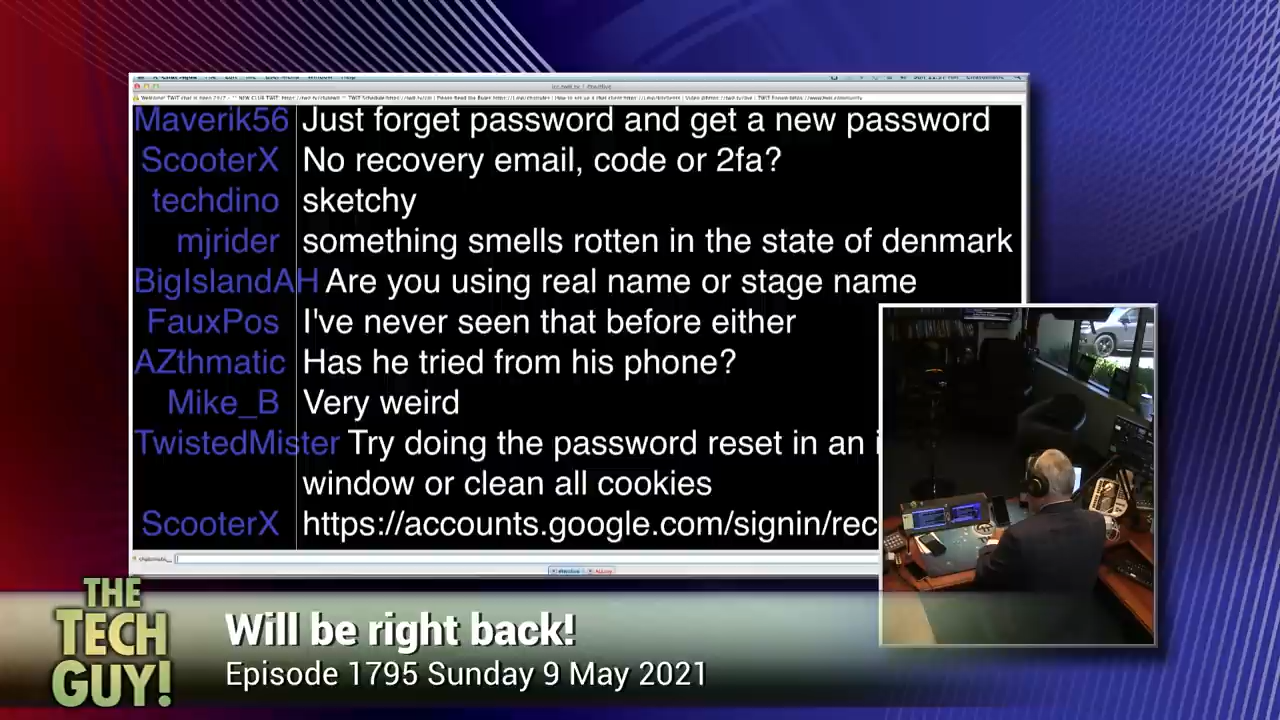 Maverik56 Just forget password and get a new password
ScooterX No recovery email, code or 2fa?
techdino sketchy
mjrider something smells rotten in the state of denmark
BigIslandAH Are you using real name or stage name
FauxPos I've never seen that before either
AZthmatic Has he tried from his phone?
Mike_B Very weird
TwistedMister Try doing the password reset in an i
window or clean all cookies
ScooterX https://accounts.google.com/signin/rec
THE
TECH
GUY!
Will be right back!
Episode 1795 Sunday 9 May 2021